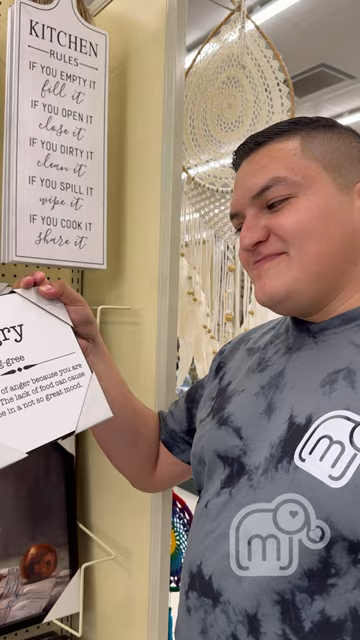 KITCHEN
RULES
IF YOU EMPTY IT
fill it
IF YOU OPEN IT
close it
IF YOU DIRTY IT
clean it
IF YOU SPILL IT
wipe it
IF YOU COOK IT
share it
ry
g-gree
of anger because you are
The lack of food can cause
be in a not so great mood.
mj
mj